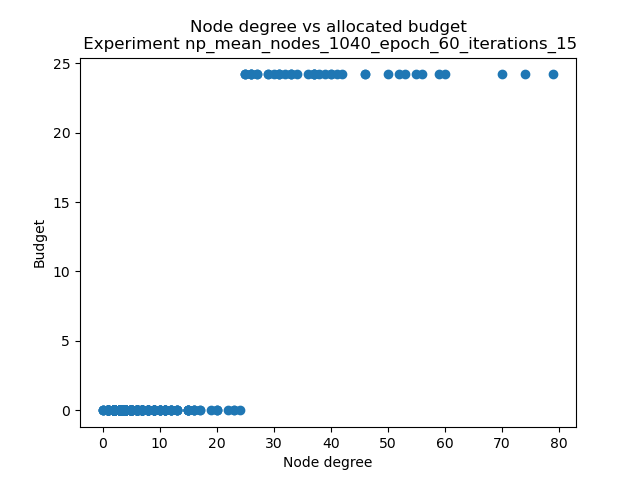 Node degree vs allocated budget
Experiment np_mean_nodes_1040_epoch_60_iterations_15
25
20
15
10
5
0
Budget
0 10 20 30 40 50 60 70 80
Node degree